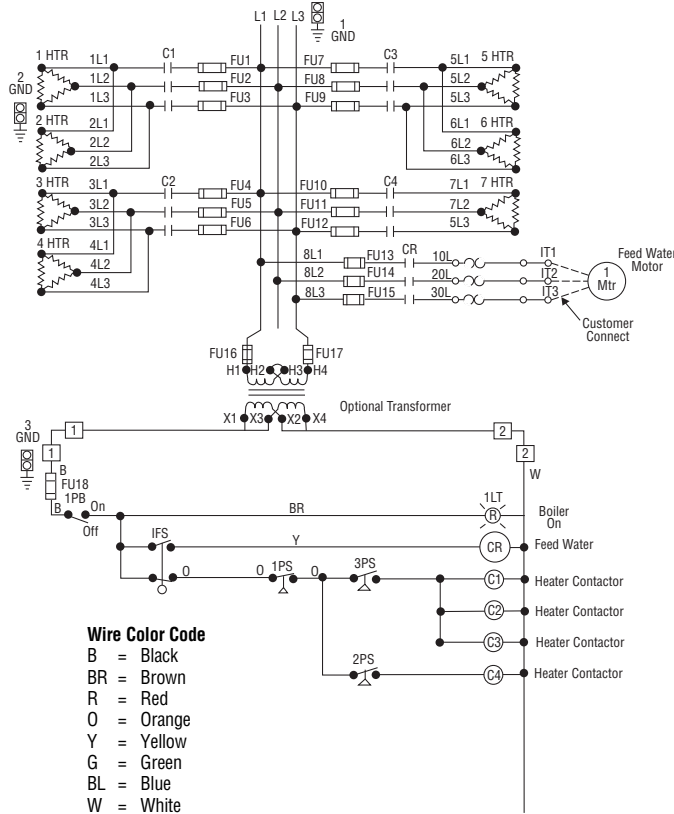 L1 L2 L3 1 GND
1 HTR 1L1 C1 FU1 FU7 C3 5L1 5 HTR
2 GND 1L2 FU2 FU8 5L2
1L3 FU3 FU9 5L3
2 HTR 2L1 6L1 6 HTR
2L2 6L2
2L3 6L3
3 HTR 3L1 C2 FU4 FU10 C4 7L1 7 HTR
3L2 FU5 FU11 7L2
3L3 FU6 FU12 5L3
4 HTR 4L1
4L2
4L3
8L1 FU13 CR 10L IT1 Feed Water Motor
8L2 FU14 20L IT2 1 Mtr
8L3 FU15 30L IT3
Customer Connect
FU16 FU17
H1 H2 H3 H4
Optional Transformer
X1 X3 X2 X4
3 GND 1 2
1 2
B W
FU18
1PB
B On BR 1LT R Boiler On
Off
IFS Y CR Feed Water
O O 1PS O 3PS C1 Heater Contactor
C2 Heater Contactor
C3 Heater Contactor
2PS C4 Heater Contactor
Wire Color Code
B = Black
BR = Brown
R = Red
O = Orange
Y = Yellow
G = Green
BL = Blue
W = White